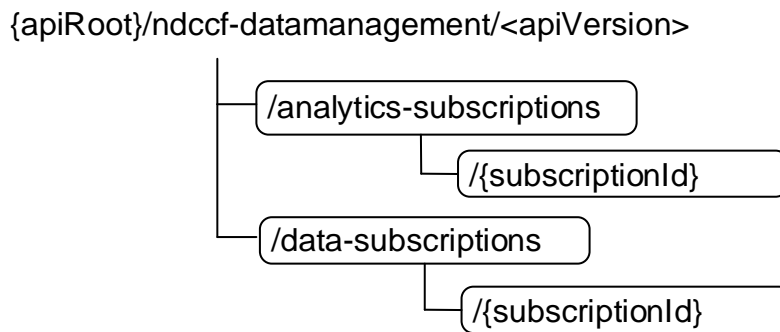 {apiRoot}/ndccf-datamanagement/<apiVersion>
/analytics-subscriptions
/{subscriptionId}
/data-subscriptions
/{subscriptionId}